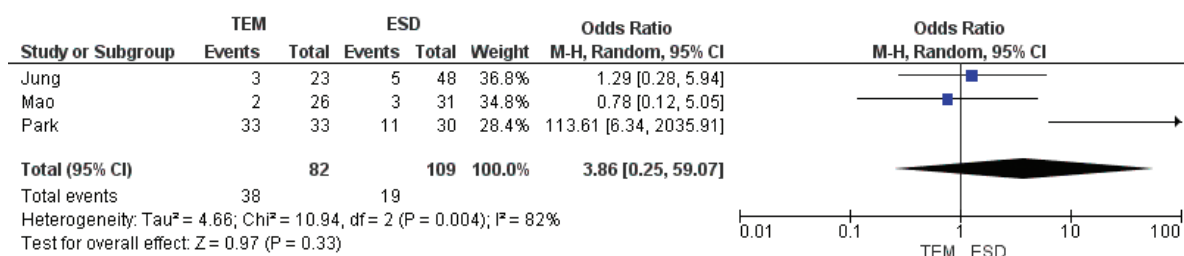 TEM ESD Odds Ratio Odds Ratio
Study or Subgroup Events Total Events Total Weight M-H, Random, 95% CI M-H, Random, 95% CI
Jung 3 23 5 48 36.8% 1.29 [0.28, 5.94]
Mao 2 26 3 31 34.8% 0.78 [0.12, 5.05]
Park 33 33 11 30 28.4% 113.61 [6.34, 2035.91]
Total (95% CI) 82 109 100.0% 3.86 [0.25, 59.07]
Total events 38 19
Heterogeneity: Tau² = 4.66; Chi² = 10.94, df = 2 (P = 0.004); I² = 82%
Test for overall effect: Z = 0.97 (P = 0.33)
0.01 0.1 1 10 100
TEM ESD